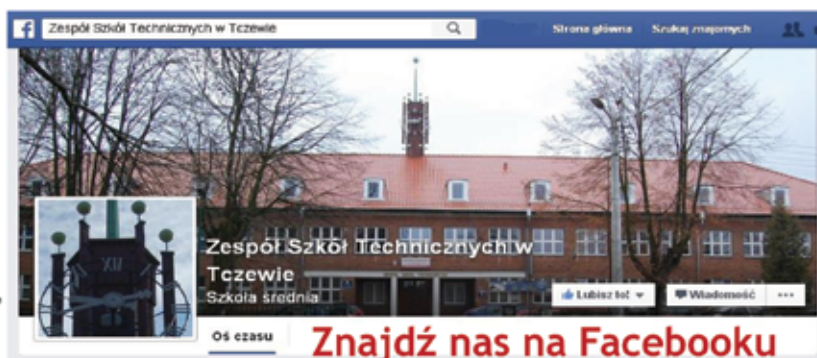 Zespół Szkół Technicznych w Tczewie
Strona główna
Szukaj znajomych
Zespół Szkół Technicznych w
Tczewie
Szkoła średnia
XII
Lubisz to!
Wiadomość
Oś czasu
Znajdź nas na Facebooku